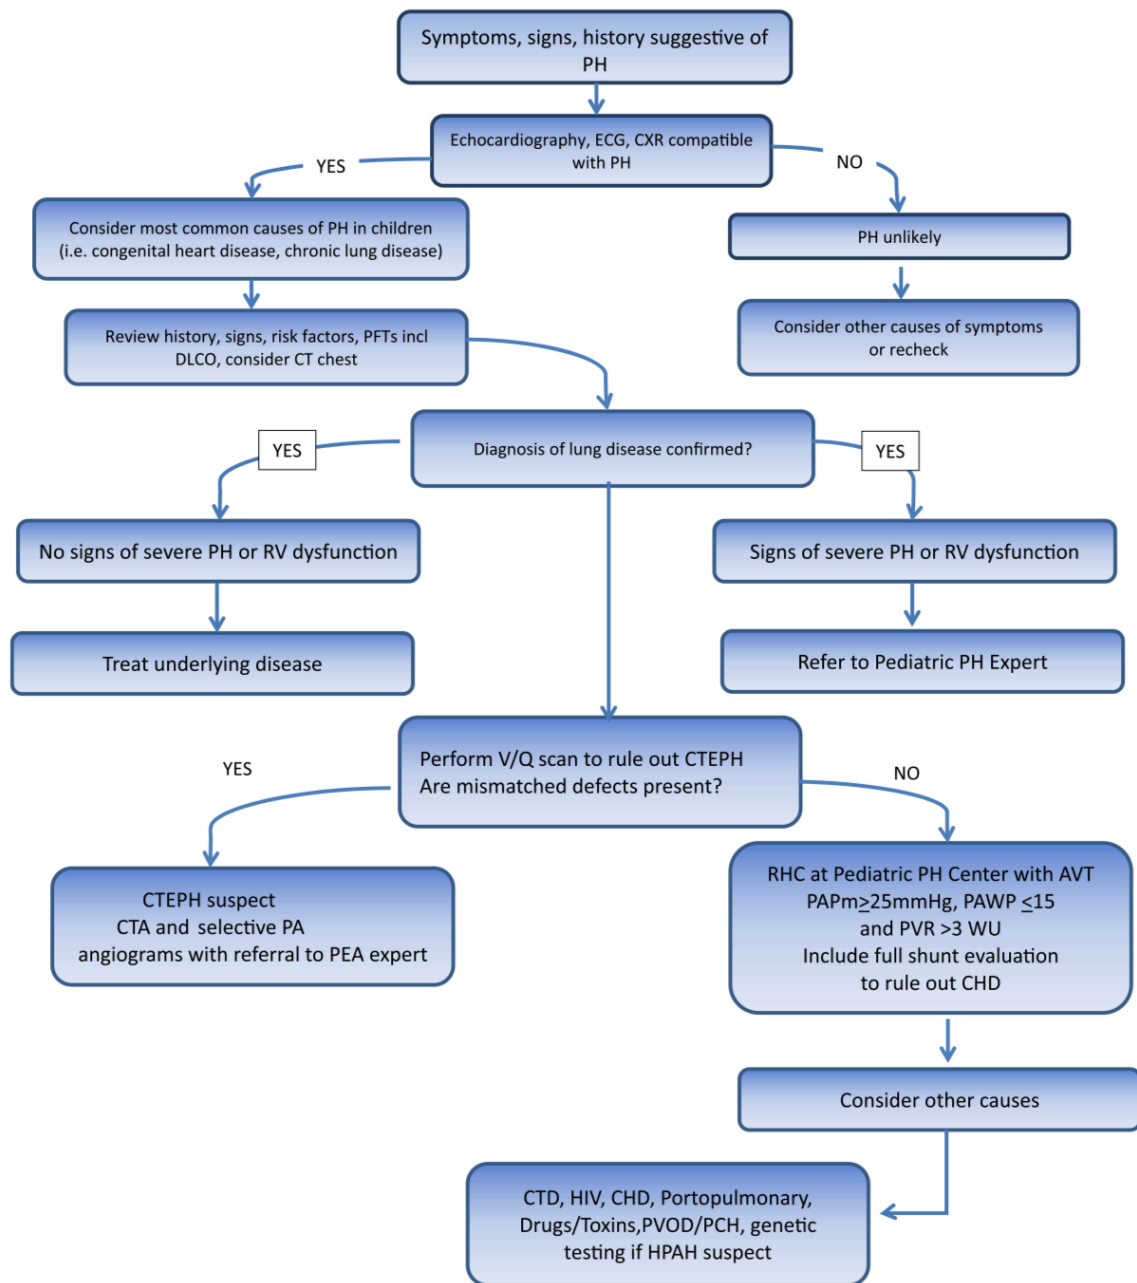 Symptoms, signs, history suggestive of
PH
Echocardiography, ECG, CXR compatible
with PH
YES
NO
Consider most common causes of PH in children
(i.e. congenital heart disease, chronic lung disease)
PH unlikely
Review history, signs, risk factors, PFTs incl
DLCO, consider CT chest
Consider other causes of symptoms
or recheck
Diagnosis of lung disease confirmed?
YES
YES
No signs of severe PH or RV dysfunction
Signs of severe PH or RV dysfunction
Treat underlying disease
Refer to Pediatric PH Expert
Perform V/Q scan to rule out CTEPH
Are mismatched defects present?
YES
NO
CTEPH suspect
CTA and selective PA
angiograms with referral to PEA expert
RHC at Pediatric PH Center with AVT
PAPm≥25mmHg, PAWP ≤15
and PVR >3 WU
Include full shunt evaluation
to rule out CHD
Consider other causes
CTD, HIV, CHD, Portopulmonary,
Drugs/Toxins,PVOD/PCH, genetic
testing if HPAH suspect